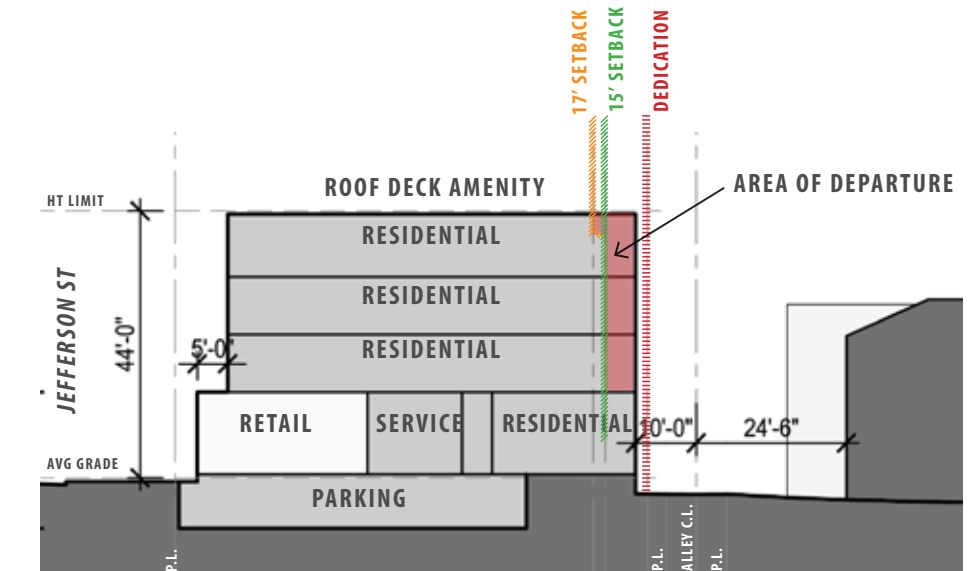 17' SETBACK
15' SETBACK
DEDICATION
ROOF DECK AMENITY
AREA OF DEPARTURE
HT LIMIT
RESIDENTIAL
RESIDENTIAL
RESIDENTIAL
JEFFERSON ST
44'-0"
5'-0"
RETAIL
SERVICE
RESIDENTIAL
10'-0"
24'-6"
AVG GRADE
PARKING
P.L.
P.L.
ALLEY C.L.
P.L.